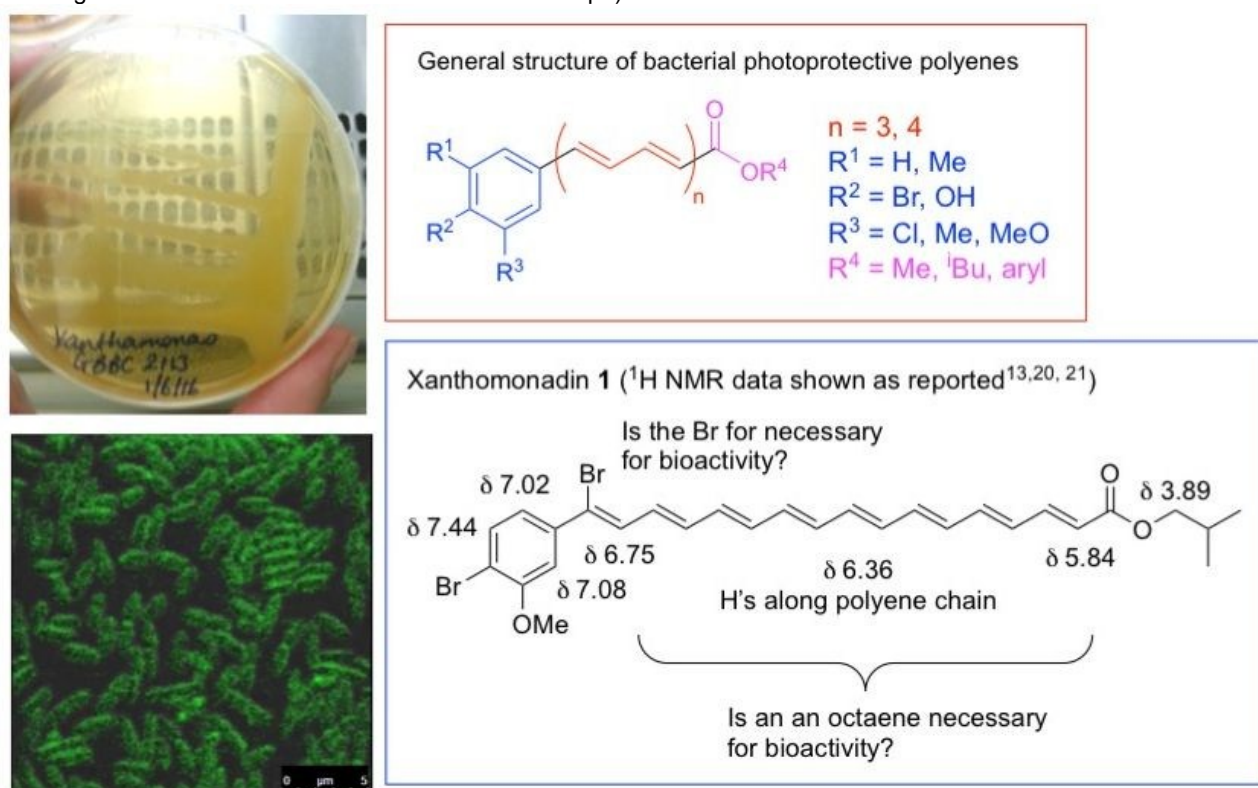 Xanthamonas
GBBC 2113
1/6/16
0 µm 5
General structure of bacterial photoprotective polyenes
R¹
R²
R³
n
O
OR⁴
n = 3, 4
R¹ = H, Me
R² = Br, OH
R³ = Cl, Me, MeO
R⁴ = Me, ⁱBu, aryl
Xanthomonadin 1 (¹H NMR data shown as reported¹³,²⁰, ²¹)
Is the Br for necessary
for bioactivity?
Br
δ 7.02
δ 7.44
Br
OMe
δ 7.08
δ 6.75
δ 6.36
H's along polyene chain
δ 5.84
O
O
δ 3.89
Is an an octaene necessary
for bioactivity?